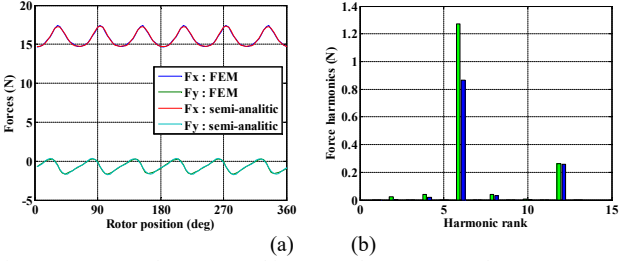 20
15
10
5
0
-5
Forces (N)
Fx : FEM
Fy : FEM
Fx : semi-analitic
Fy : semi-analitic
0 90 180 270 360
Rotor position (deg)
(a)
1.4
1.2
1
0.8
0.6
0.4
0.2
0
Force harmonics (N)
0 5 10 15
Harmonic rank
(b)